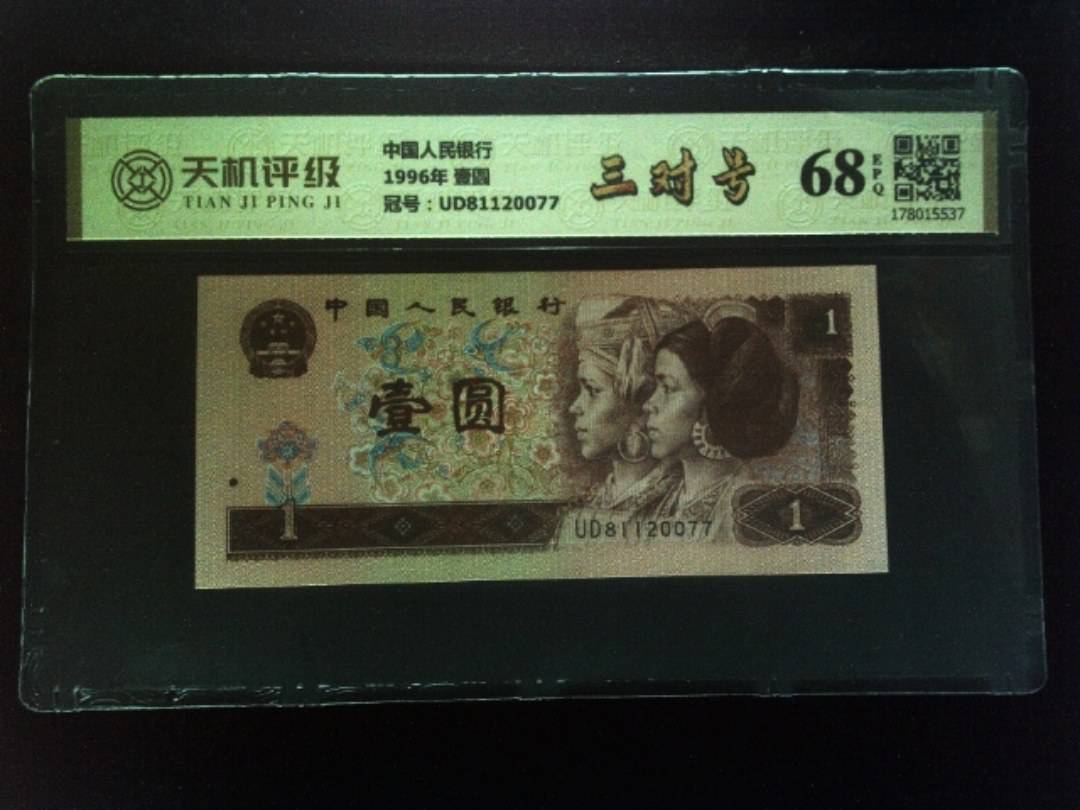 天机评级
TIAN JI PING JI
中国人民银行
1996年 壹圆
冠号：UD81120077
三对号
68
EPQ
178015537
中国人民银行
1
壹圆
1
UD81120077
1